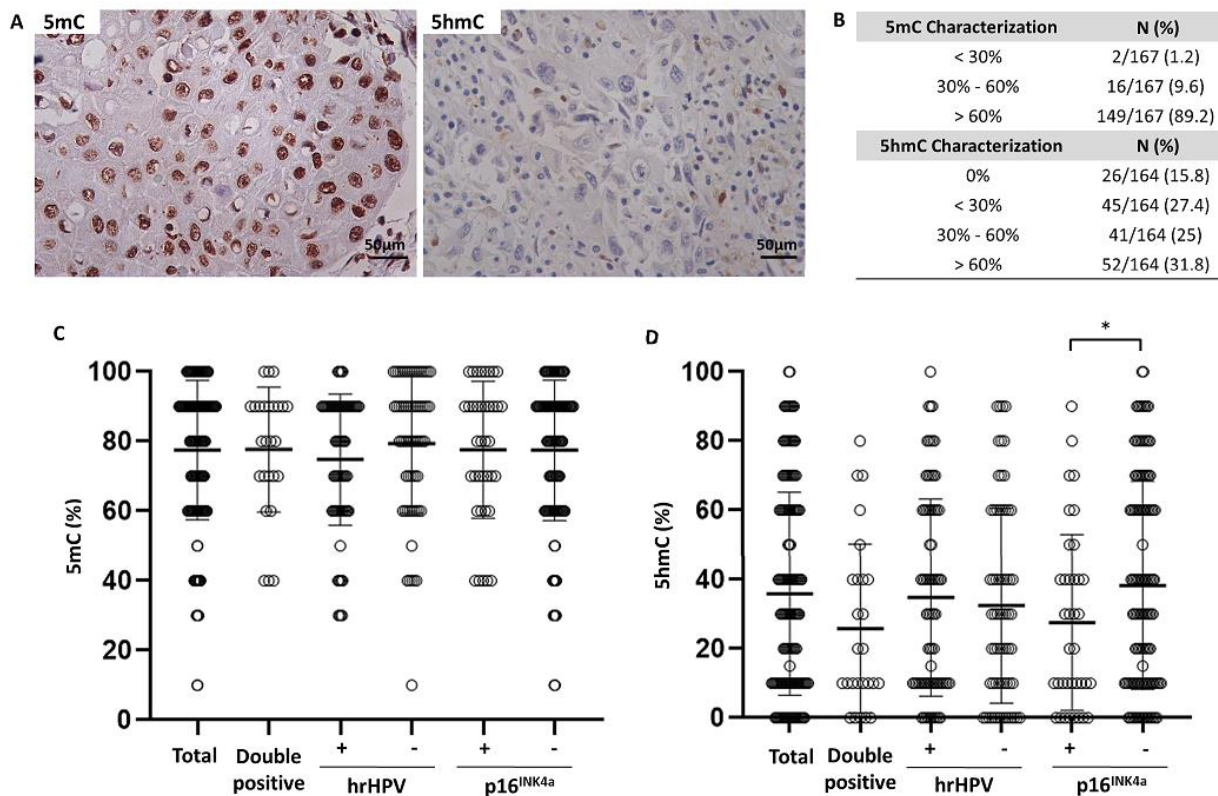 A
5mC
50µm
5hmC
50µm
B
5mC Characterization N (%)
< 30% 2/167 (1.2)
30% - 60% 16/167 (9.6)
> 60% 149/167 (89.2)
5hmC Characterization N (%)
0% 26/164 (15.8)
< 30% 45/164 (27.4)
30% - 60% 41/164 (25)
> 60% 52/164 (31.8)
C
5mC (%)
100
80
60
40
20
0
Total
Double
positive
+ - + -
hrHPV p16INK4a
D
*
5hmC (%)
100
80
60
40
20
0
Total
Double
positive
+ - + -
hrHPV p16INK4a